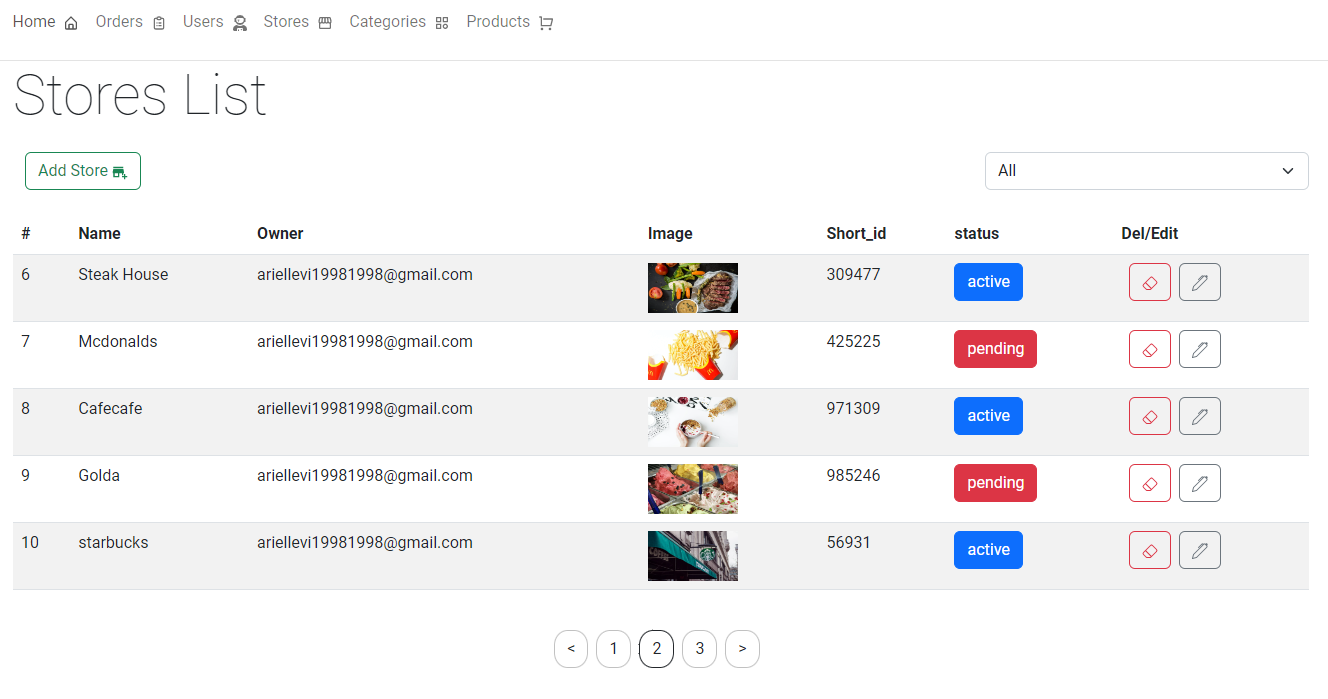 Home Orders Users Stores Categories Products
Stores List
Add Store
All
# Name Owner Image Short_id status Del/Edit
6 Steak House ariellevi19981998@gmail.com 309477 active
7 Mcdonalds ariellevi19981998@gmail.com 425225 pending
8 Cafecafe ariellevi19981998@gmail.com 971309 active
9 Golda ariellevi19981998@gmail.com 985246 pending
10 starbucks ariellevi19981998@gmail.com 56931 active
< 1 2 3 >